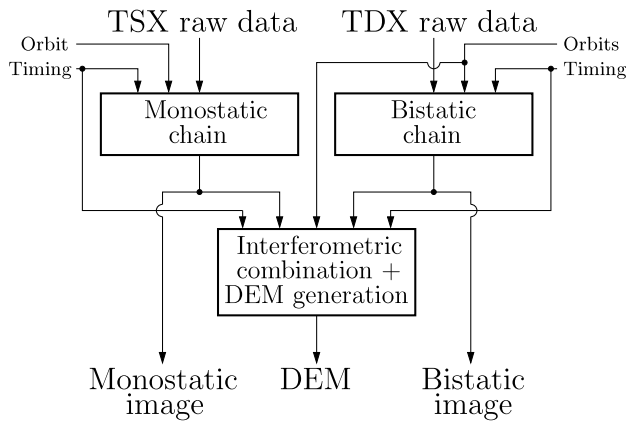 TSX raw data
TDX raw data
Orbit
Orbits
Timing
Timing
Monostatic
chain
Bistatic
chain
Interferometric
combination +
DEM generation
Monostatic
image
DEM
Bistatic
image